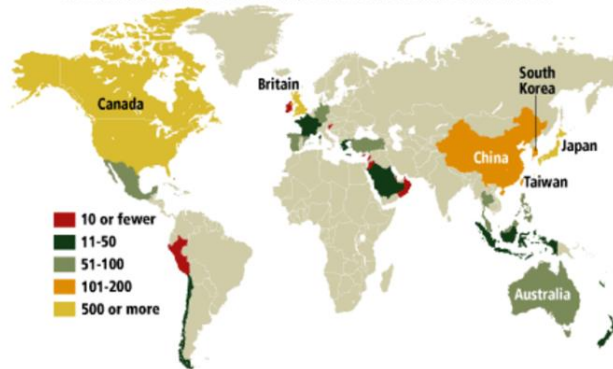 Canada
Britain
South
Korea
China
Japan
Taiwan
Australia
10 or fewer
11-50
51-100
101-200
500 or more